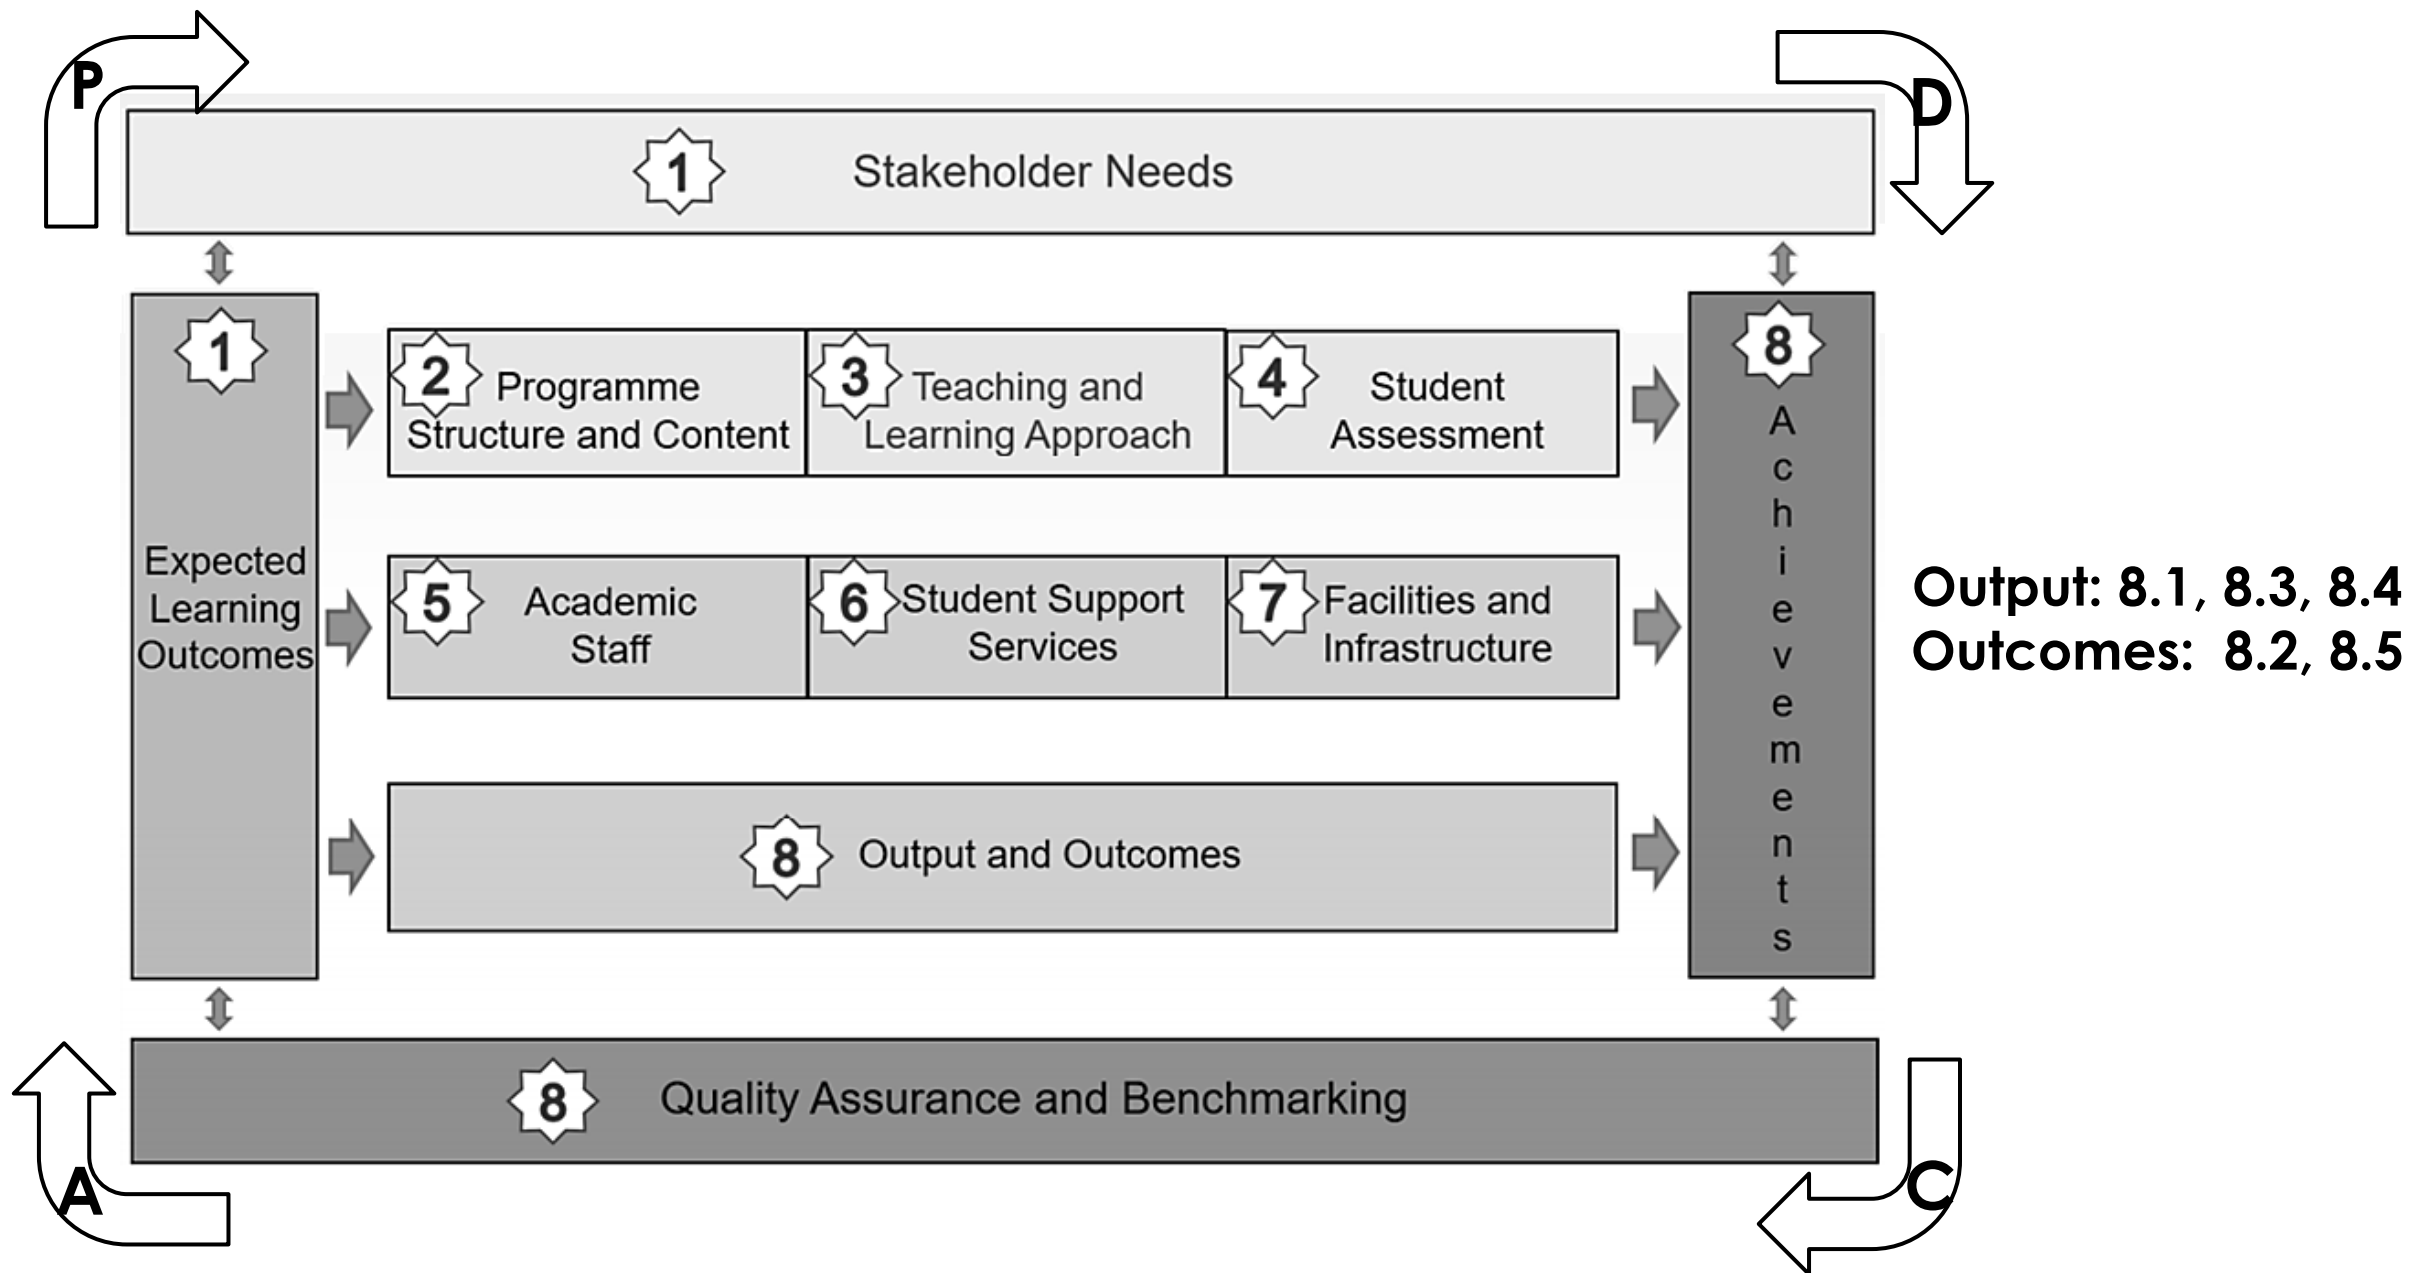 P
D
1 Stakeholder Needs
1
Expected
Learning
Outcomes
2 Programme
Structure and Content
3 Teaching and
Learning Approach
4 Student
Assessment
5 Academic
Staff
6 Student Support
Services
7 Facilities and
Infrastructure
8 Output and Outcomes
8
A
c
h
i
e
v
e
m
e
n
t
s
Output: 8.1, 8.3, 8.4
Outcomes: 8.2, 8.5
8 Quality Assurance and Benchmarking
A
C